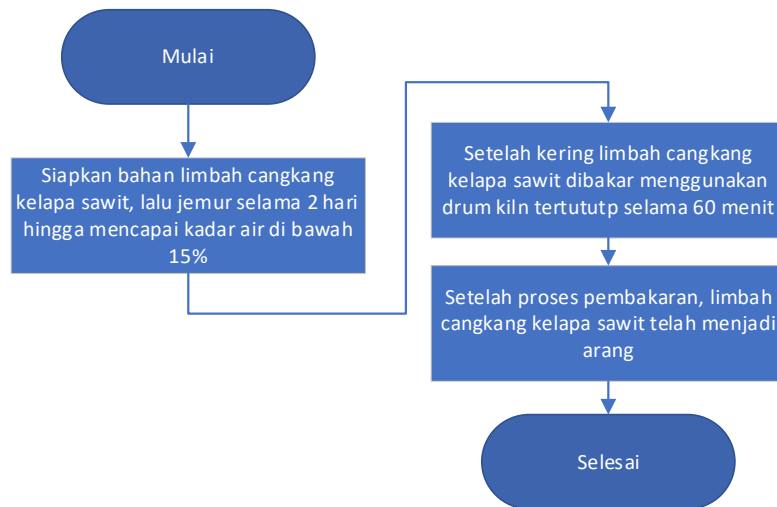 Mulai
Siapkan bahan limbah cangkang
kelapa sawit, lalu jemur selama 2 hari
hingga mencapai kadar air di bawah
15%
Setelah kering limbah cangkang
kelapa sawit dibakar menggunakan
drum kiln tertututp selama 60 menit
Setelah proses pembakaran, limbah
cangkang kelapa sawit telah menjadi
arang
Selesai